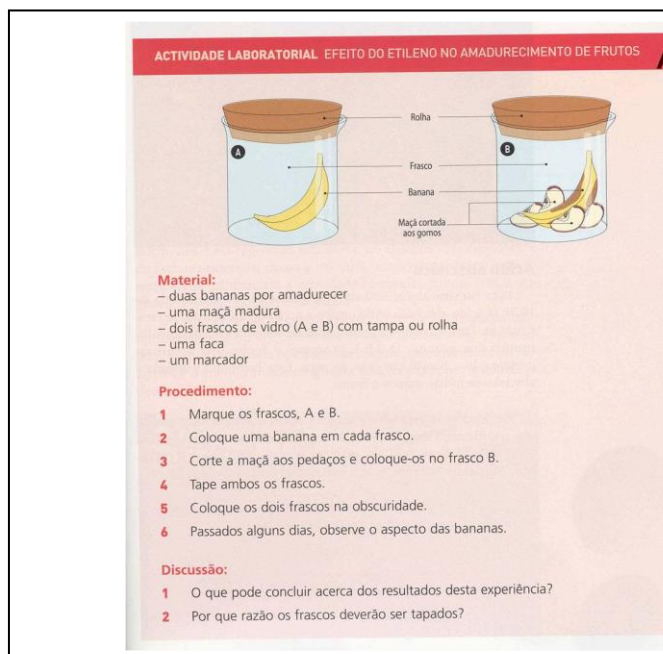 ACTIVIDADE LABORATORIAL EFEITO DO ETILENO NO AMADURECIMENTO DE FRUTOS
Rolha
A
B
Frasco
Banana
Maçã cortada
aos gomos
Material:
– duas bananas por amadurecer
– uma maçã madura
– dois frascos de vidro (A e B) com tampa ou rolha
– uma faca
– um marcador
Procedimento:
1 Marque os frascos, A e B.
2 Coloque uma banana em cada frasco.
3 Corte a maçã aos pedaços e coloque-os no frasco B.
4 Tape ambos os frascos.
5 Coloque os dois frascos na obscuridade.
6 Passados alguns dias, observe o aspecto das bananas.
Discussão:
1 O que pode concluir acerca dos resultados desta experiência?
2 Por que razão os frascos deverão ser tapados?